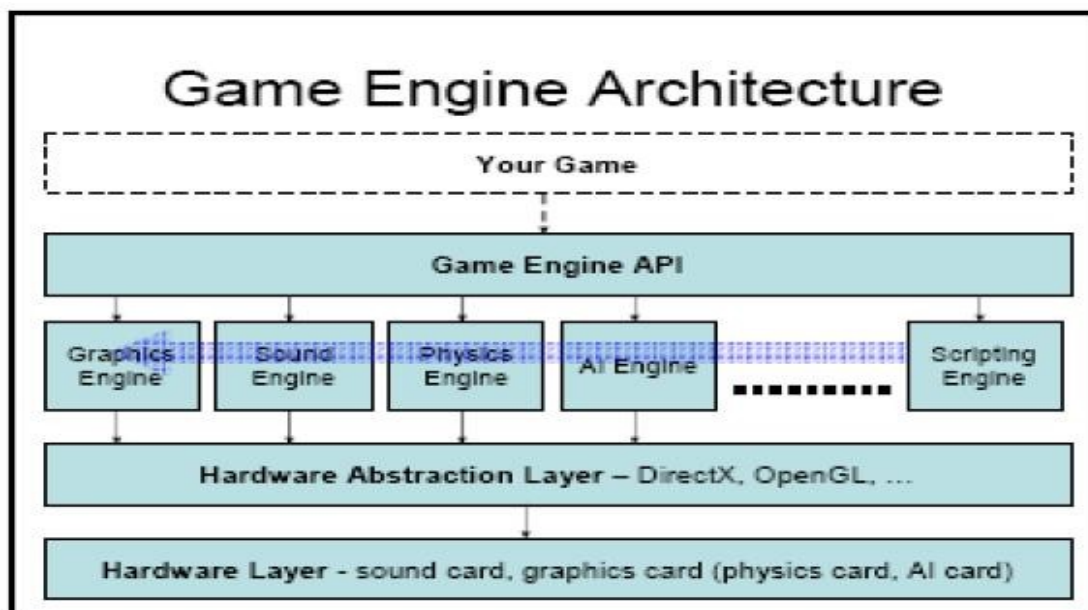 Game Engine Architecture
Your Game
Game Engine API
Graphics
Engine
Sound
Engine
Physics
Engine
AI Engine
Scripting
Engine
Hardware Abstraction Layer – DirectX, OpenGL, ...
Hardware Layer - sound card, graphics card (physics card, AI card)